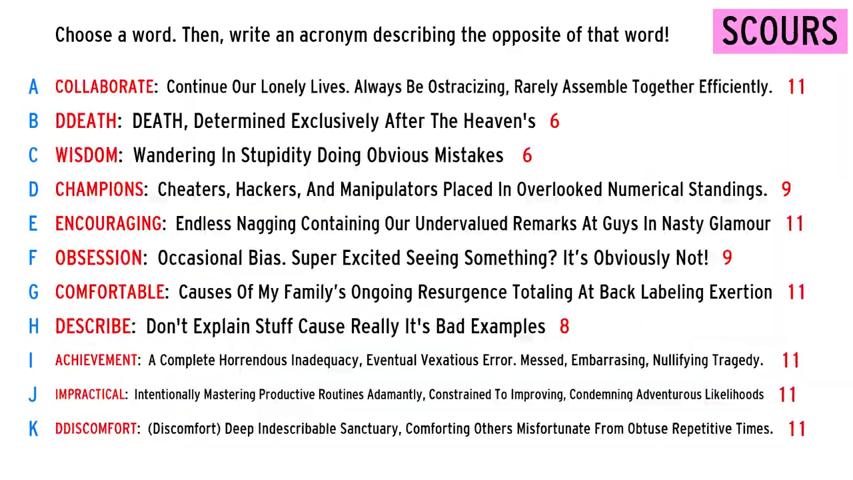 Choose a word. Then, write an acronym describing the opposite of that word!
SCOURS
A COLLABORATE: Continue Our Lonely Lives. Always Be Ostracizing, Rarely Assemble Together Efficiently. 11
B DDEATH: DEATH, Determined Exclusively After The Heaven's 6
C WISDOM: Wandering In Stupidity Doing Obvious Mistakes 6
D CHAMPIONS: Cheaters, Hackers, And Manipulators Placed In Overlooked Numerical Standings. 9
E ENCOURAGING: Endless Nagging Containing Our Undervalued Remarks At Guys In Nasty Glamour 11
F OBSESSION: Occasional Bias. Super Excited Seeing Something? It's Obviously Not! 9
G COMFORTABLE: Causes Of My Family's Ongoing Resurgence Totaling At Back Labeling Exertion 11
H DESCRIBE: Don't Explain Stuff Cause Really It's Bad Examples 8
I ACHIEVEMENT: A Complete Horrendous Inadequacy, Eventual Vexatious Error. Messed, Embarrasing, Nullifying Tragedy. 11
J IMPRACTICAL: Intentionally Mastering Productive Routines Adamantly, Constrained To Improving, Condemning Adventurous Likelihoods 11
K DDISCOMFORT: (Discomfort) Deep Indescribable Sanctuary, Comforting Others Misfortunate From Obtuse Repetitive Times. 11